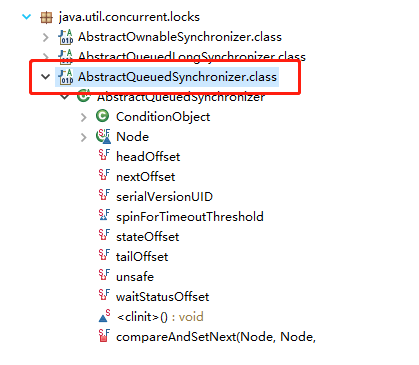 java.util.concurrent.locks
AbstractOwnableSynchronizer.class
AbstractQueuedLongSynchronizer.class
AbstractQueuedSynchronizer.class
AbstractQueuedSynchronizer
ConditionObject
Node
headOffset
nextOffset
serialVersionUID
spinForTimeoutThreshold
stateOffset
tailOffset
unsafe
waitStatusOffset
<clinit>() : void
compareAndSetNext(Node, Node,